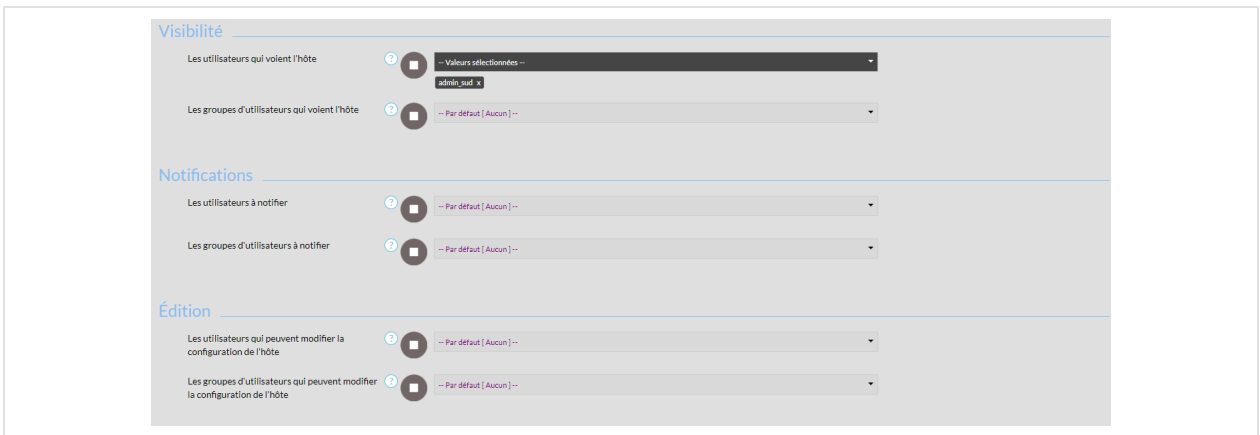 Visibilité
Les utilisateurs qui voient l'hôte ? -- Valeurs sélectionnées --
admin_sud x
Les groupes d'utilisateurs qui voient l'hôte ? -- Par défaut [ Aucun ] --
Notifications
Les utilisateurs à notifier ? -- Par défaut [ Aucun ] --
Les groupes d'utilisateurs à notifier ? -- Par défaut [ Aucun ] --
Édition
Les utilisateurs qui peuvent modifier la
configuration de l'hôte ? -- Par défaut [ Aucun ] --
Les groupes d'utilisateurs qui peuvent modifier
la configuration de l'hôte ? -- Par défaut [ Aucun ] --